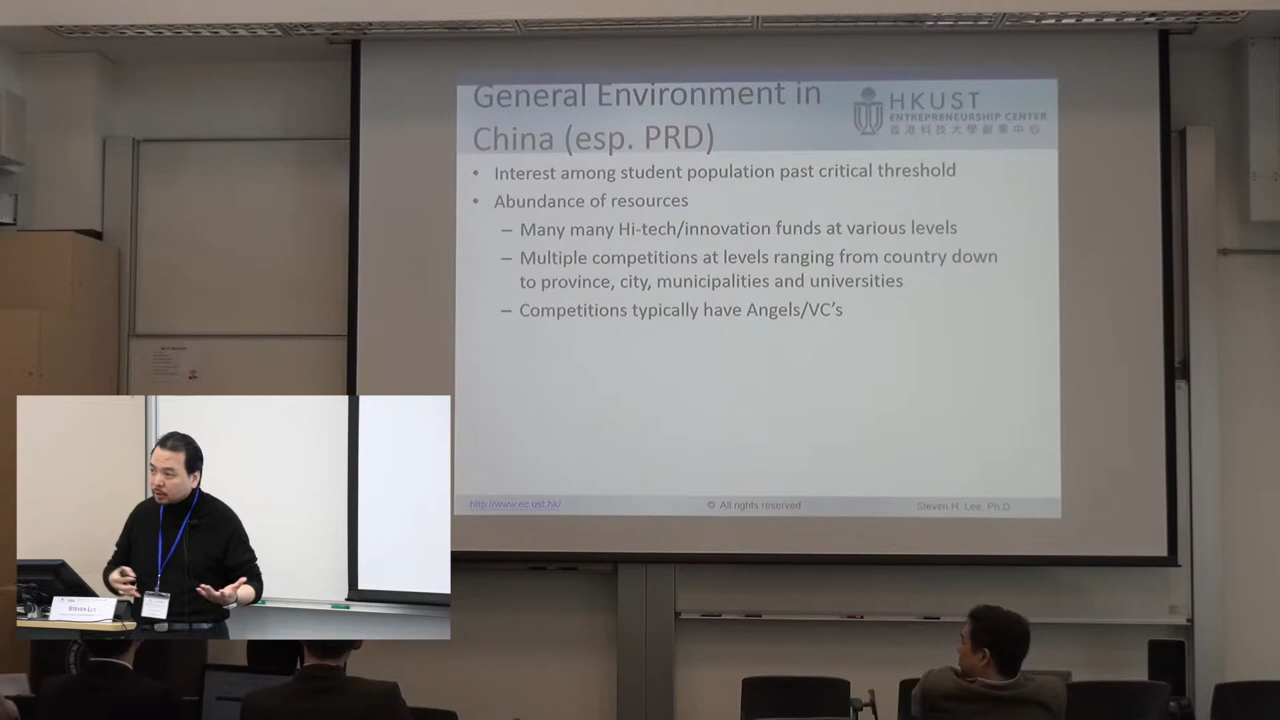 General Environment in
China (esp. PRD)
HKUST
ENTREPRENEURSHIP CENTER
香港科技大學創業中心
• Interest among student population past critical threshold
• Abundance of resources
– Many many Hi-tech/innovation funds at various levels
– Multiple competitions at levels ranging from country down
to province, city, municipalities and universities
– Competitions typically have Angels/VC's
http://www.ec.ust.hk/
© All rights reserved
Steven H. Lee, Ph.D.
STEVEN LEE